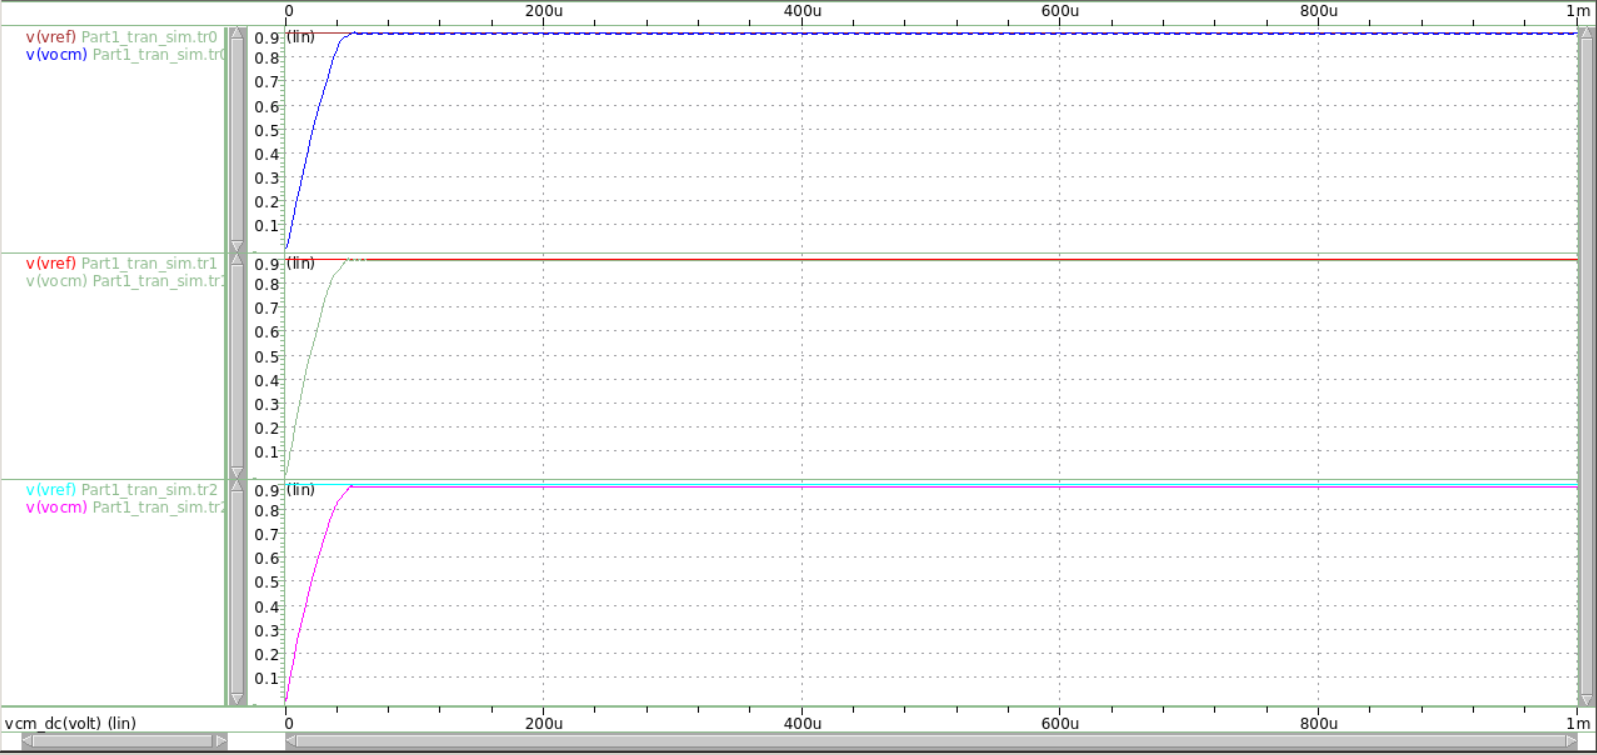 0 200u 400u 600u 800u 1m
v(vref) Part1_tran_sim.tr0
v(vocm) Part1_tran_sim.tr0
0.9 (lin)
0.8
0.7
0.6
0.5
0.4
0.3
0.2
0.1
v(vref) Part1_tran_sim.tr1
v(vocm) Part1_tran_sim.tr1
0.9 (lin)
0.8
0.7
0.6
0.5
0.4
0.3
0.2
0.1
v(vref) Part1_tran_sim.tr2
v(vocm) Part1_tran_sim.tr2
0.9 (lin)
0.8
0.7
0.6
0.5
0.4
0.3
0.2
0.1
vcm_dc(volt) (lin)
0 200u 400u 600u 800u 1m